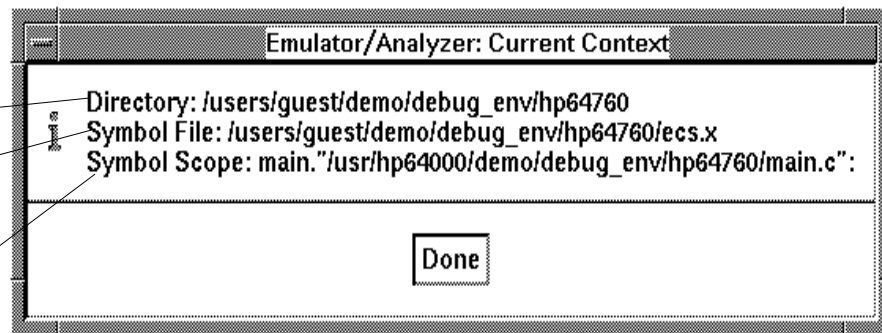 Emulator/Analyzer: Current Context
Directory: /users/guest/demo/debug_env/hp64760
Symbol File: /users/guest/demo/debug_env/hp64760/ecs.x
Symbol Scope: main."/usr/hp64000/demo/debug_env/hp64760/main.c":
Done